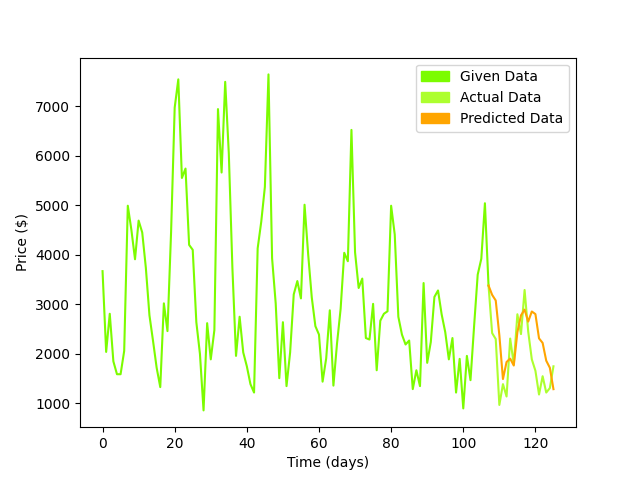 Given Data
Actual Data
Predicted Data
Price ($)
7000
6000
5000
4000
3000
2000
1000
0 20 40 60 80 100 120
Time (days)